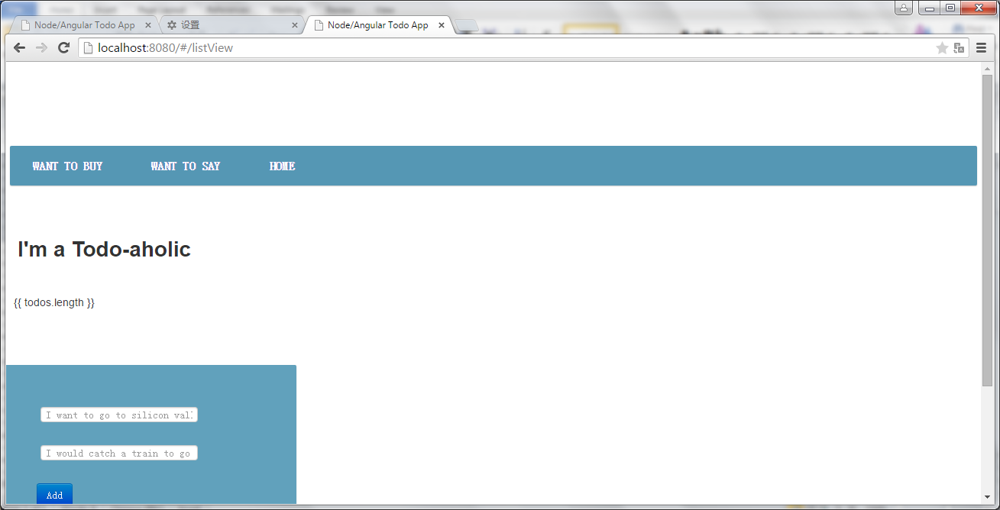 Node/Angular Todo App
设置
Node/Angular Todo App
localhost:8080/#/listView
WANT TO BUY
WANT TO SAY
HOME
I'm a Todo-aholic
{{ todos.length }}
I want to go to silicon val
I would catch a train to go
Add